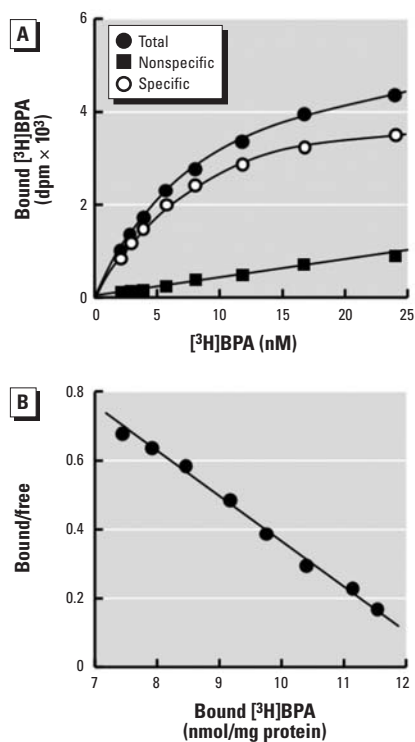 A
Bound [³H]BPA
(dpm × 10³)
6
4
2
0
Total
Nonspecific
Specific
0 5 10 15 20 25
[³H]BPA (nM)
B
Bound/free
0.8
0.6
0.4
0.2
0
7 8 9 10 11 12
Bound [³H]BPA
(nmol/mg protein)